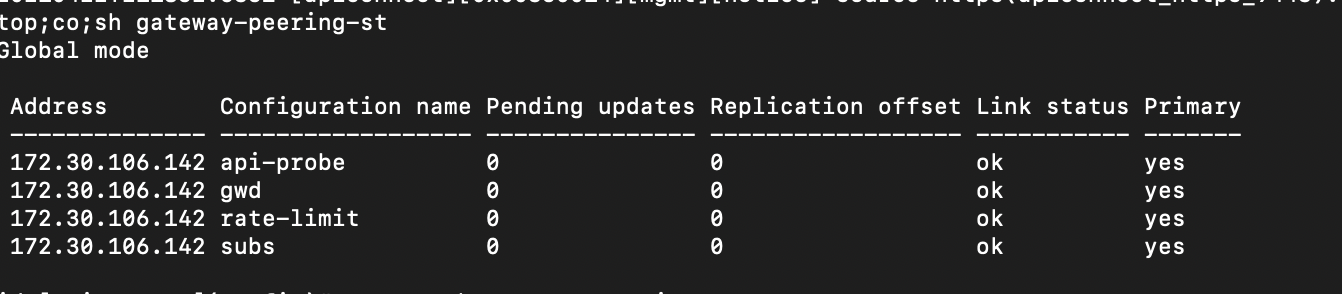 top;co;sh gateway-peering-st
Global mode
Address Configuration name Pending updates Replication offset Link status Primary
-------------- ------------------ --------------- ------------------ ----------- -------
172.30.106.142 api-probe 0 0 ok yes
172.30.106.142 gwd 0 0 ok yes
172.30.106.142 rate-limit 0 0 ok yes
172.30.106.142 subs 0 0 ok yes